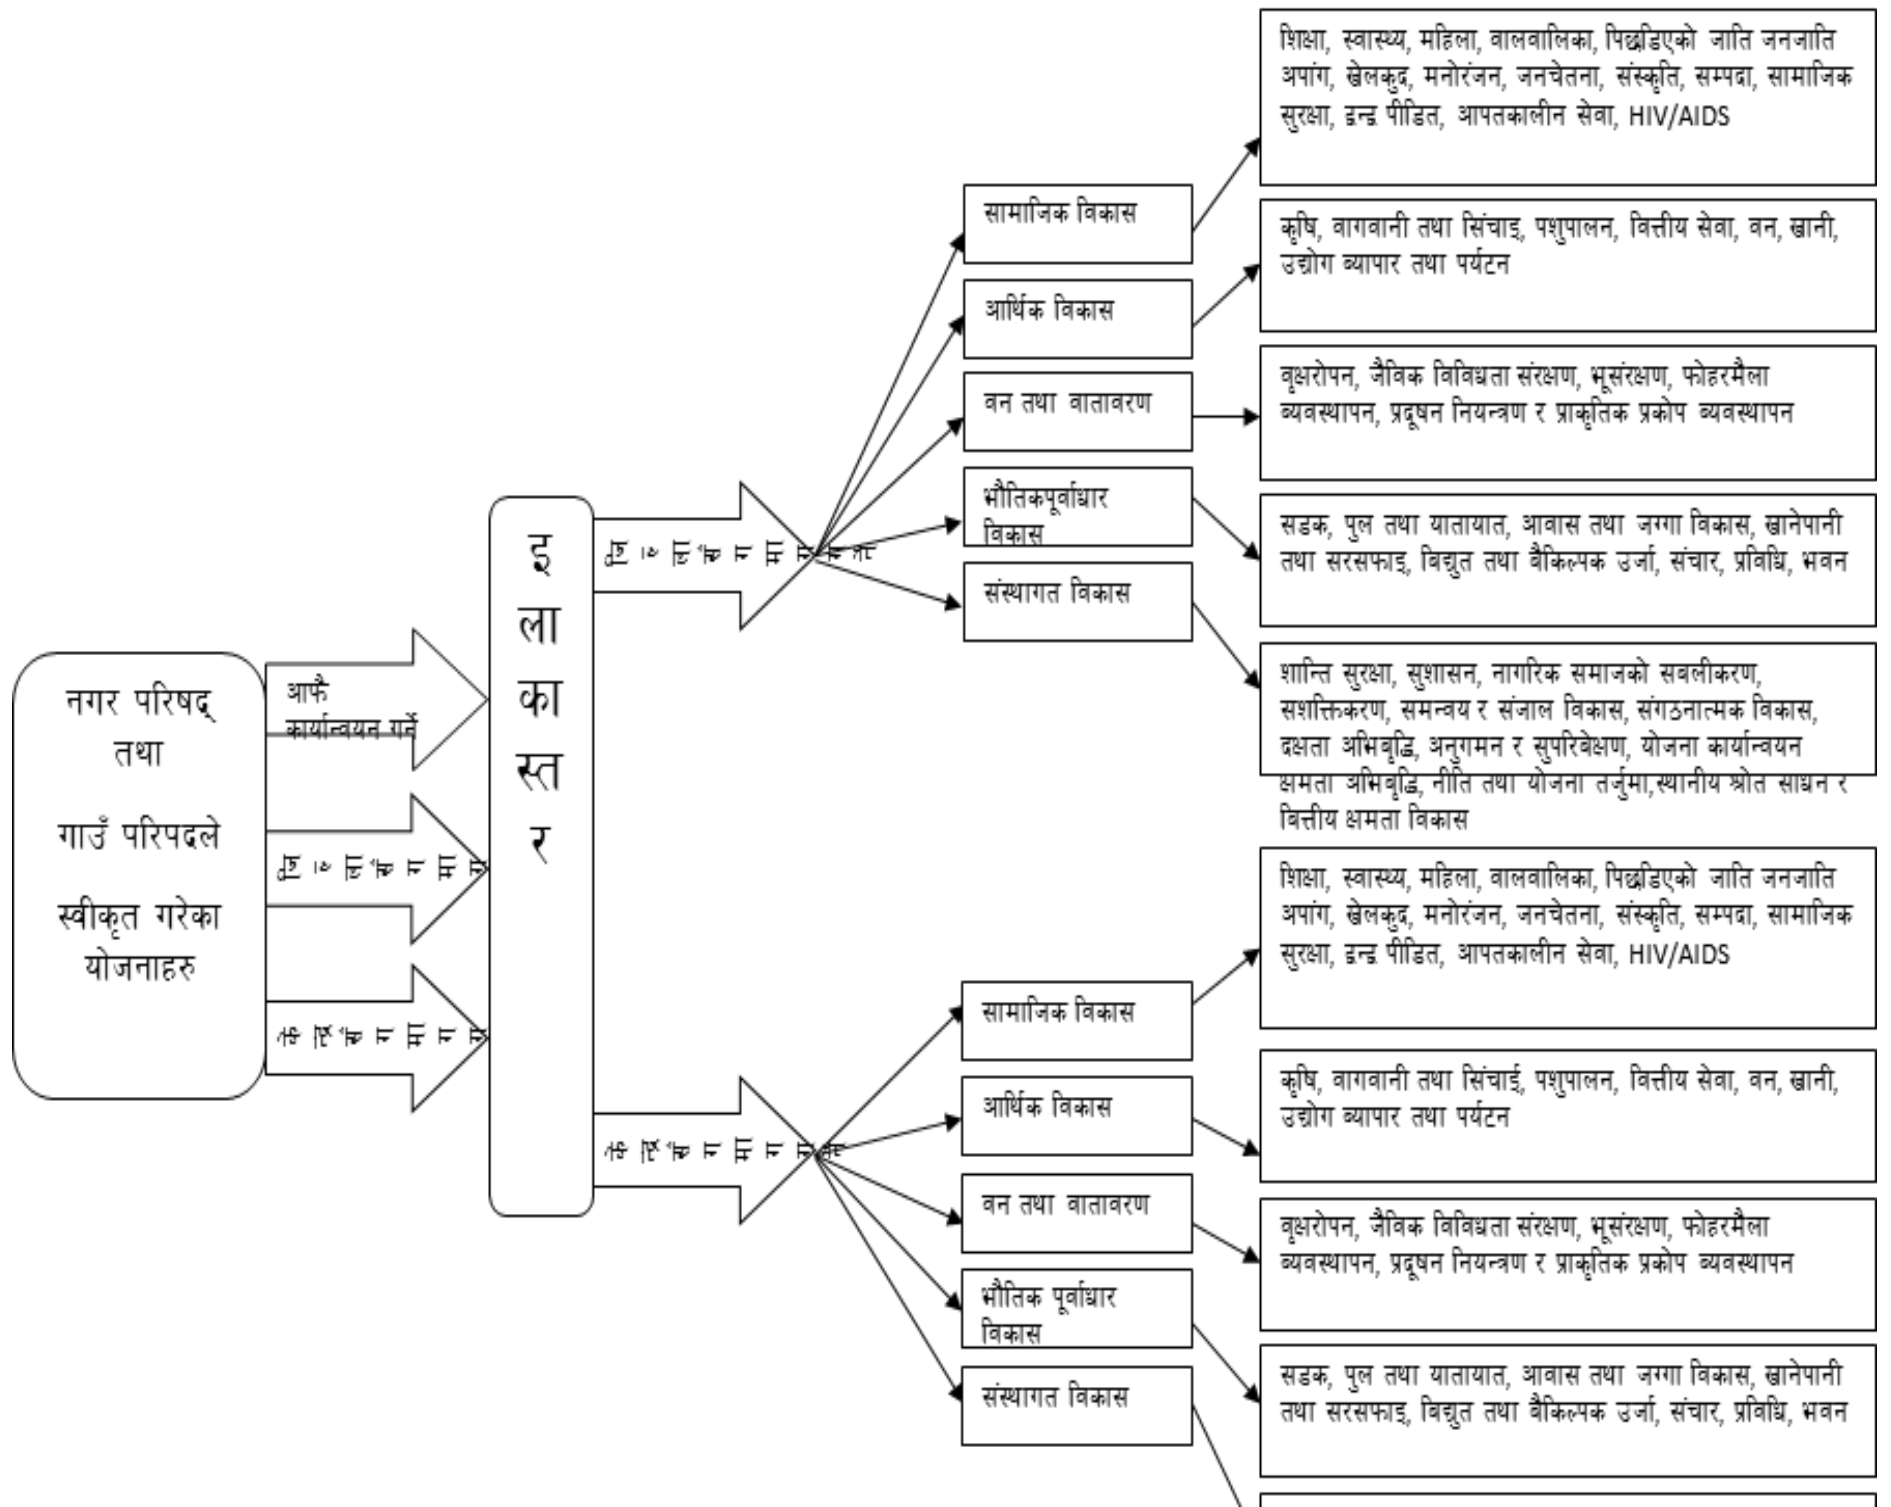 नगर परिषद्
तथा
गाउँ परिपदले
स्वीकृत गरेका
योजनाहरु
आफै
कार्यान्वयन गर्ने
इ
ला
का
स्त
र
सामाजिक विकास
आर्थिक विकास
वन तथा वातावरण
भौतिकपूर्वाधार
विकास
संस्थागत विकास
शिक्षा, स्वास्थ्य, महिला, वालवालिका, पिछडिएको जाति जनजाति
अपांग, खेलकुद, मनोरंजन, जनचेतना, संस्कृति, सम्पदा, सामाजिक
सुरक्षा, द्वन्द्व पीडित, आपतकालीन सेवा, HIV/AIDS
कृषि, वागवानी तथा सिंचाइ, पशुपालन, वित्तीय सेवा, वन, खानी,
उद्योग ब्यापार तथा पर्यटन
वृक्षरोपन, जैविक विविधता संरक्षण, भूसंरक्षण, फोहरमैला
ब्यवस्थापन, प्रदूषन नियन्त्रण र प्राकृतिक प्रकोप ब्यवस्थापन
सडक, पुल तथा यातायात, आवास तथा जग्गा विकास, खानेपानी
तथा सरसफाइ, बिद्युत तथा बैकिल्पक उर्जा, संचार, प्रविधि, भवन
शान्ति सुरक्षा, सुशासन, नागरिक समाजको सवलीकरण,
सशक्तिकरण, समन्वय र संजाल विकास, संगठनात्मक विकास,
दक्षता अभिबृद्धि, अनुगमन र सुपरिबेक्षण, योजना कार्यान्वयन
क्षमता अभिबृद्धि, नीति तथा योजना तर्जुमा,स्थानीय श्रोत साधन र
बित्तीय क्षमता विकास
सामाजिक विकास
आर्थिक विकास
वन तथा वातावरण
भौतिक पूर्वाधार
विकास
संस्थागत विकास
शिक्षा, स्वास्थ्य, महिला, वालवालिका, पिछडिएको जाति जनजाति
अपांग, खेलकुद, मनोरंजन, जनचेतना, संस्कृति, सम्पदा, सामाजिक
सुरक्षा, द्वन्द्व पीडित, आपतकालीन सेवा, HIV/AIDS
कृषि, वागवानी तथा सिंचाई, पशुपालन, वित्तीय सेवा, वन, खानी,
उद्योग ब्यापार तथा पर्यटन
वृक्षरोपन, जैविक विविधता संरक्षण, भूसंरक्षण, फोहरमैला
ब्यवस्थापन, प्रदूषन नियन्त्रण र प्राकृतिक प्रकोप ब्यवस्थापन
सडक, पुल तथा यातायात, आवास तथा जग्गा विकास, खानेपानी
तथा सरसफाइ, बिद्युत तथा बैकिल्पक उर्जा, संचार, प्रविधि, भवन